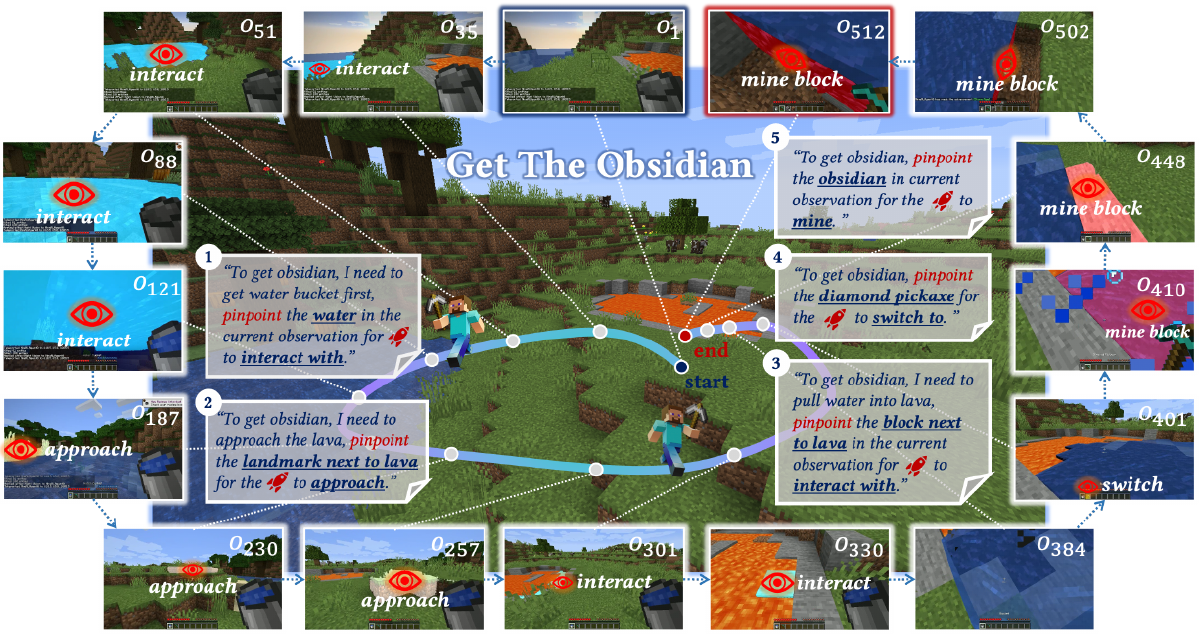 o51
interact
o35
interact
o1
o512
mine block
o502
mine block
o88
interact
o448
mine block
Get The Obsidian
5
“To get obsidian, pinpoint
the obsidian in current
observation for the to
mine. ”
1
“To get obsidian, I need to
get water bucket first,
pinpoint the water in the
current observation for
to interact with.”
4
“To get obsidian, pinpoint
the diamond pickaxe for
the to switch to. ”
o121
interact
o410
mine block
end
start
2
“To get obsidian, I need to
approach the lava, pinpoint
the landmark next to lava
for the to approach.”
3
“To get obsidian, I need to
pull water into lava,
pinpoint the block next
to lava in the current
observation for to
interact with.”
o187
approach
o401
switch
o230
approach
o257
approach
o301
interact
o330
interact
o384